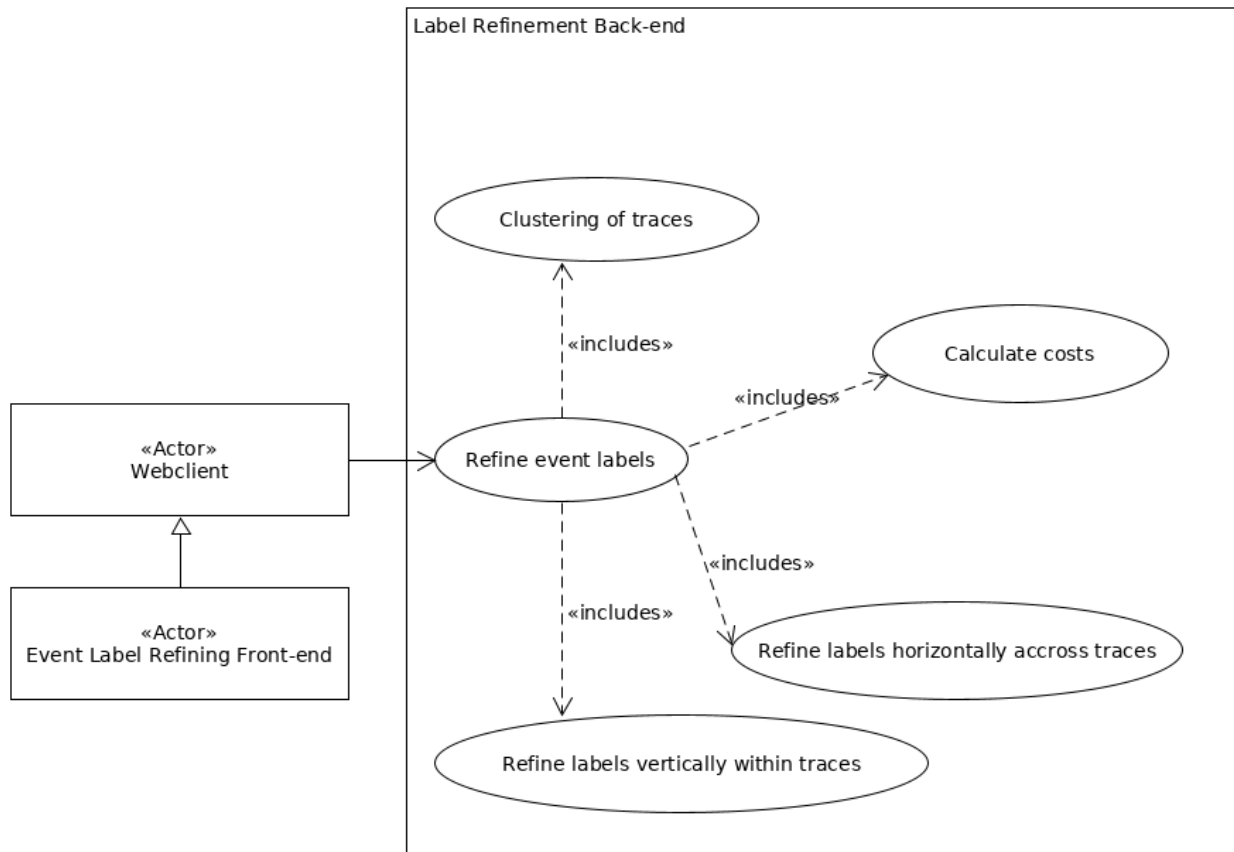 Label Refinement Back-end
Clustering of traces
«includes»
Calculate costs
«includes»
«Actor»
Webclient
Refine event labels
«includes»
«includes»
«Actor»
Event Label Refining Front-end
Refine labels horizontally accross traces
Refine labels vertically within traces